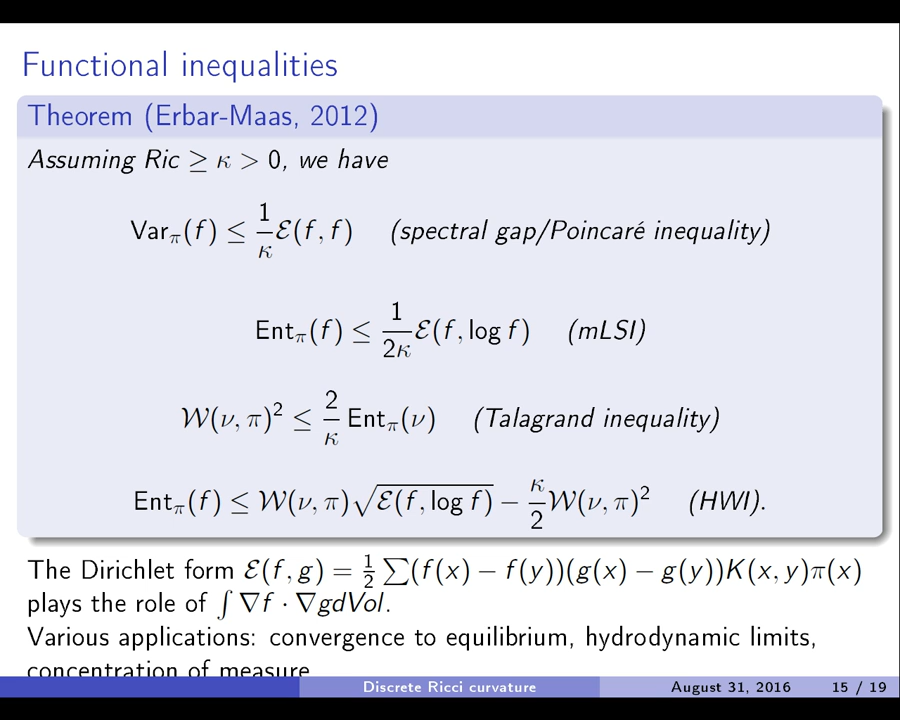 Functional inequalities
Theorem (Erbar-Maas, 2012)
Assuming Ric ≥ κ > 0, we have
Var_π(f) ≤ 1/κ ℰ(f, f) (spectral gap/Poincaré inequality)
Ent_π(f) ≤ 1/2κ ℰ(f, log f) (mLSI)
𝒲(ν, π)² ≤ 2/κ Ent_π(ν) (Talagrand inequality)
Ent_π(f) ≤ 𝒲(ν, π)√ℰ(f, log f) − κ/2 𝒲(ν, π)² (HWI).
The Dirichlet form ℰ(f, g) = ½ ∑(f(x) − f(y))(g(x) − g(y))K(x, y)π(x)
plays the role of ∫ ∇f · ∇gdVol.
Various applications: convergence to equilibrium, hydrodynamic limits,
concentration of measure
Discrete Ricci curvature August 31, 2016 15 / 19